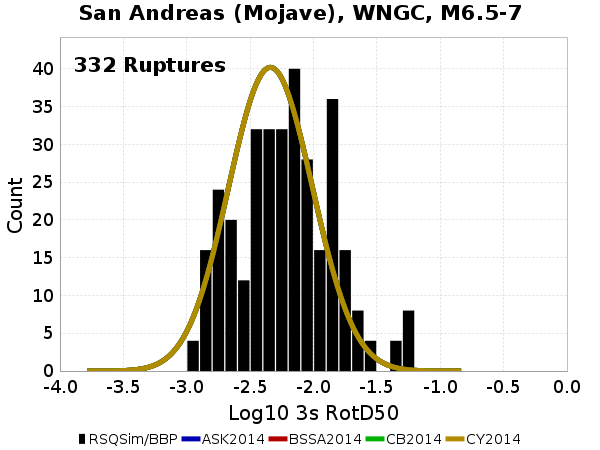 San Andreas (Mojave), WNGC, M6.5-7
332 Ruptures
Count
40
35
30
25
20
15
10
5
0
-4.0 -3.5 -3.0 -2.5 -2.0 -1.5 -1.0 -0.5 0.0
Log10 3s RotD50
RSQSim/BBP ASK2014 BSSA2014 CB2014 CY2014